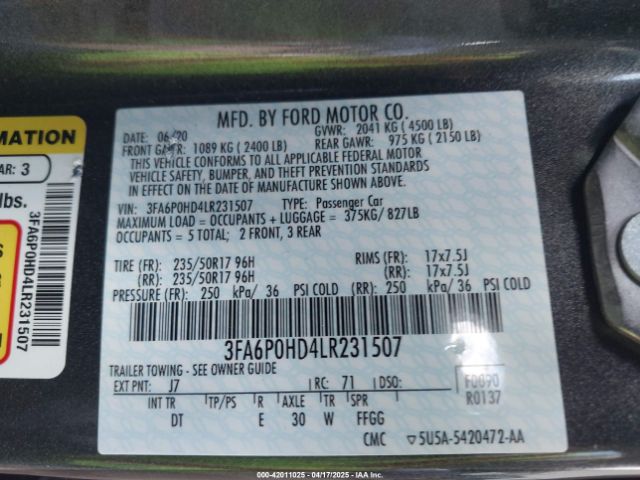 MFD. BY FORD MOTOR CO.
DATE: 06/20 GVWR: 2041 KG ( 4500 LB)
FRONT GAWR: 1089 KG ( 2400 LB) REAR GAWR: 975 KG ( 2150 LB)
THIS VEHICLE CONFORMS TO ALL APPLICABLE FEDERAL MOTOR
VEHICLE SAFETY, BUMPER, AND THEFT PREVENTION STANDARDS
IN EFFECT ON THE DATE OF MANUFACTURE SHOWN ABOVE.
VIN: 3FA6P0HD4LR231507 TYPE: Passenger Car
MAXIMUM LOAD = OCCUPANTS + LUGGAGE = 375KG/ 827LB
OCCUPANTS = 5 TOTAL; 2 FRONT, 3 REAR
TIRE (FR): 235/50R17 96H RIMS (FR): 17x7.5J
(RR): 235/50R17 96H (RR): 17x7.5J
PRESSURE (FR): 250 kPa/ 36 PSI COLD (RR): 250 kPa/ 36 PSI COLD
3FA6P0HD4LR231507
TRAILER TOWING - SEE OWNER GUIDE
EXT PNT: J7 RC: 71 DSO: F0090
R0137
INT TR TP/PS R AXLE TR SPR
DT E 30 W FFGG
CMC ▽5U5A-5420472-AA
RMATION
AR: 3
lbs.
3FA6P0HD4LR231507
000-42011025 - 04/17/2025 - IAA Inc.